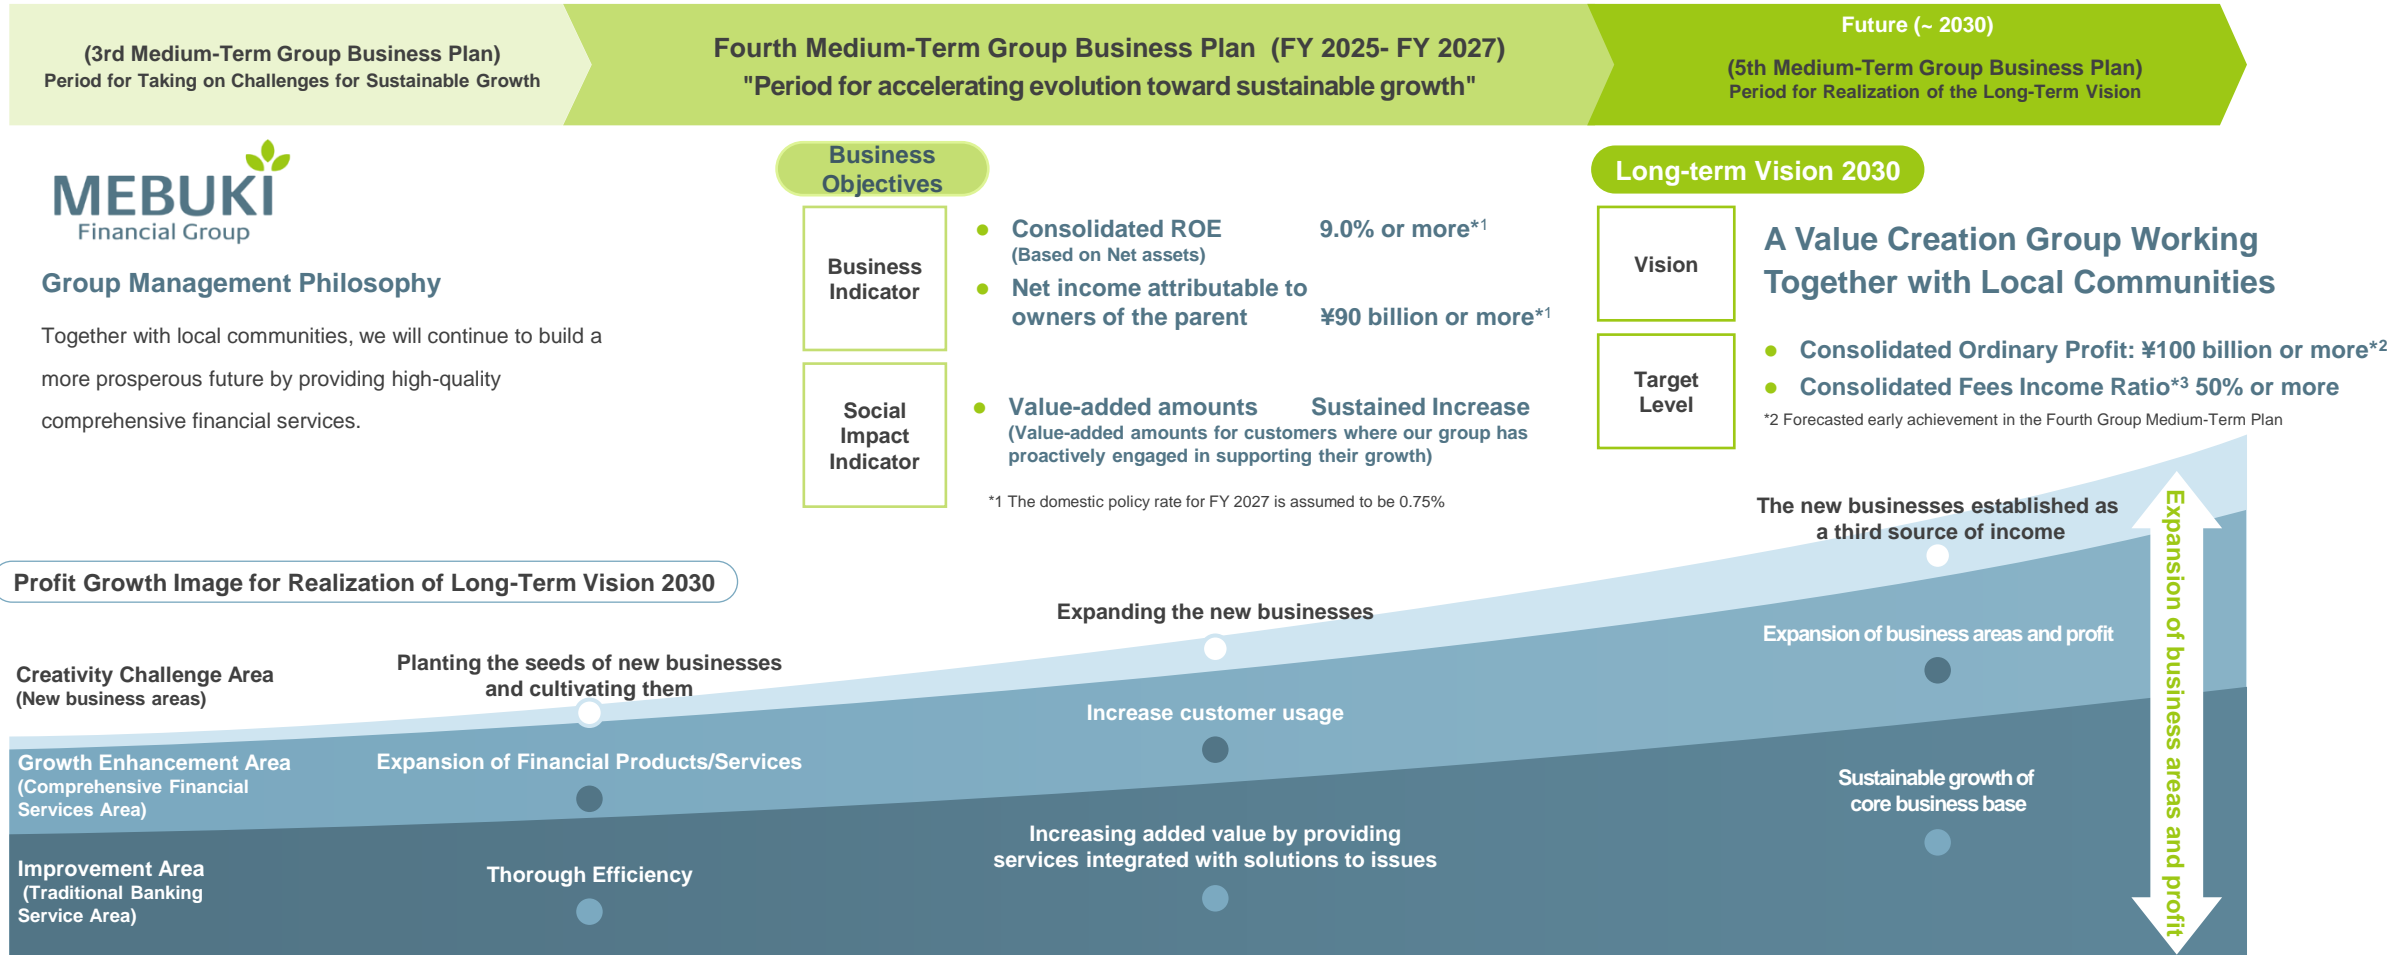 (3rd Medium-Term Group Business Plan)
Period for Taking on Challenges for Sustainable Growth
Fourth Medium-Term Group Business Plan (FY 2025- FY 2027)
"Period for accelerating evolution toward sustainable growth"
Future (~ 2030)
(5th Medium-Term Group Business Plan)
Period for Realization of the Long-Term Vision
MEBUKI
Financial Group
Group Management Philosophy
Together with local communities, we will continue to build a
more prosperous future by providing high-quality
comprehensive financial services.
Business
Objectives
Business
Indicator
● Consolidated ROE 9.0% or more*1
(Based on Net assets)
● Net income attributable to
owners of the parent ¥90 billion or more*1
Social
Impact
Indicator
● Value-added amounts Sustained Increase
(Value-added amounts for customers where our group has
proactively engaged in supporting their growth)
*1 The domestic policy rate for FY 2027 is assumed to be 0.75%
Long-term Vision 2030
Vision
A Value Creation Group Working
Together with Local Communities
Target
Level
● Consolidated Ordinary Profit: ¥100 billion or more*2
● Consolidated Fees Income Ratio*3 50% or more
*2 Forecasted early achievement in the Fourth Group Medium-Term Plan
Profit Growth Image for Realization of Long-Term Vision 2030
Creativity Challenge Area
(New business areas)
Planting the seeds of new businesses
and cultivating them
Expanding the new businesses
The new businesses established as
a third source of income
Growth Enhancement Area
(Comprehensive Financial
Services Area)
Expansion of Financial Products/Services
Increase customer usage
Expansion of business areas and profit
Improvement Area
(Traditional Banking
Service Area)
Thorough Efficiency
Increasing added value by providing
services integrated with solutions to issues
Sustainable growth of
core business base
Expansion of business areas and profit